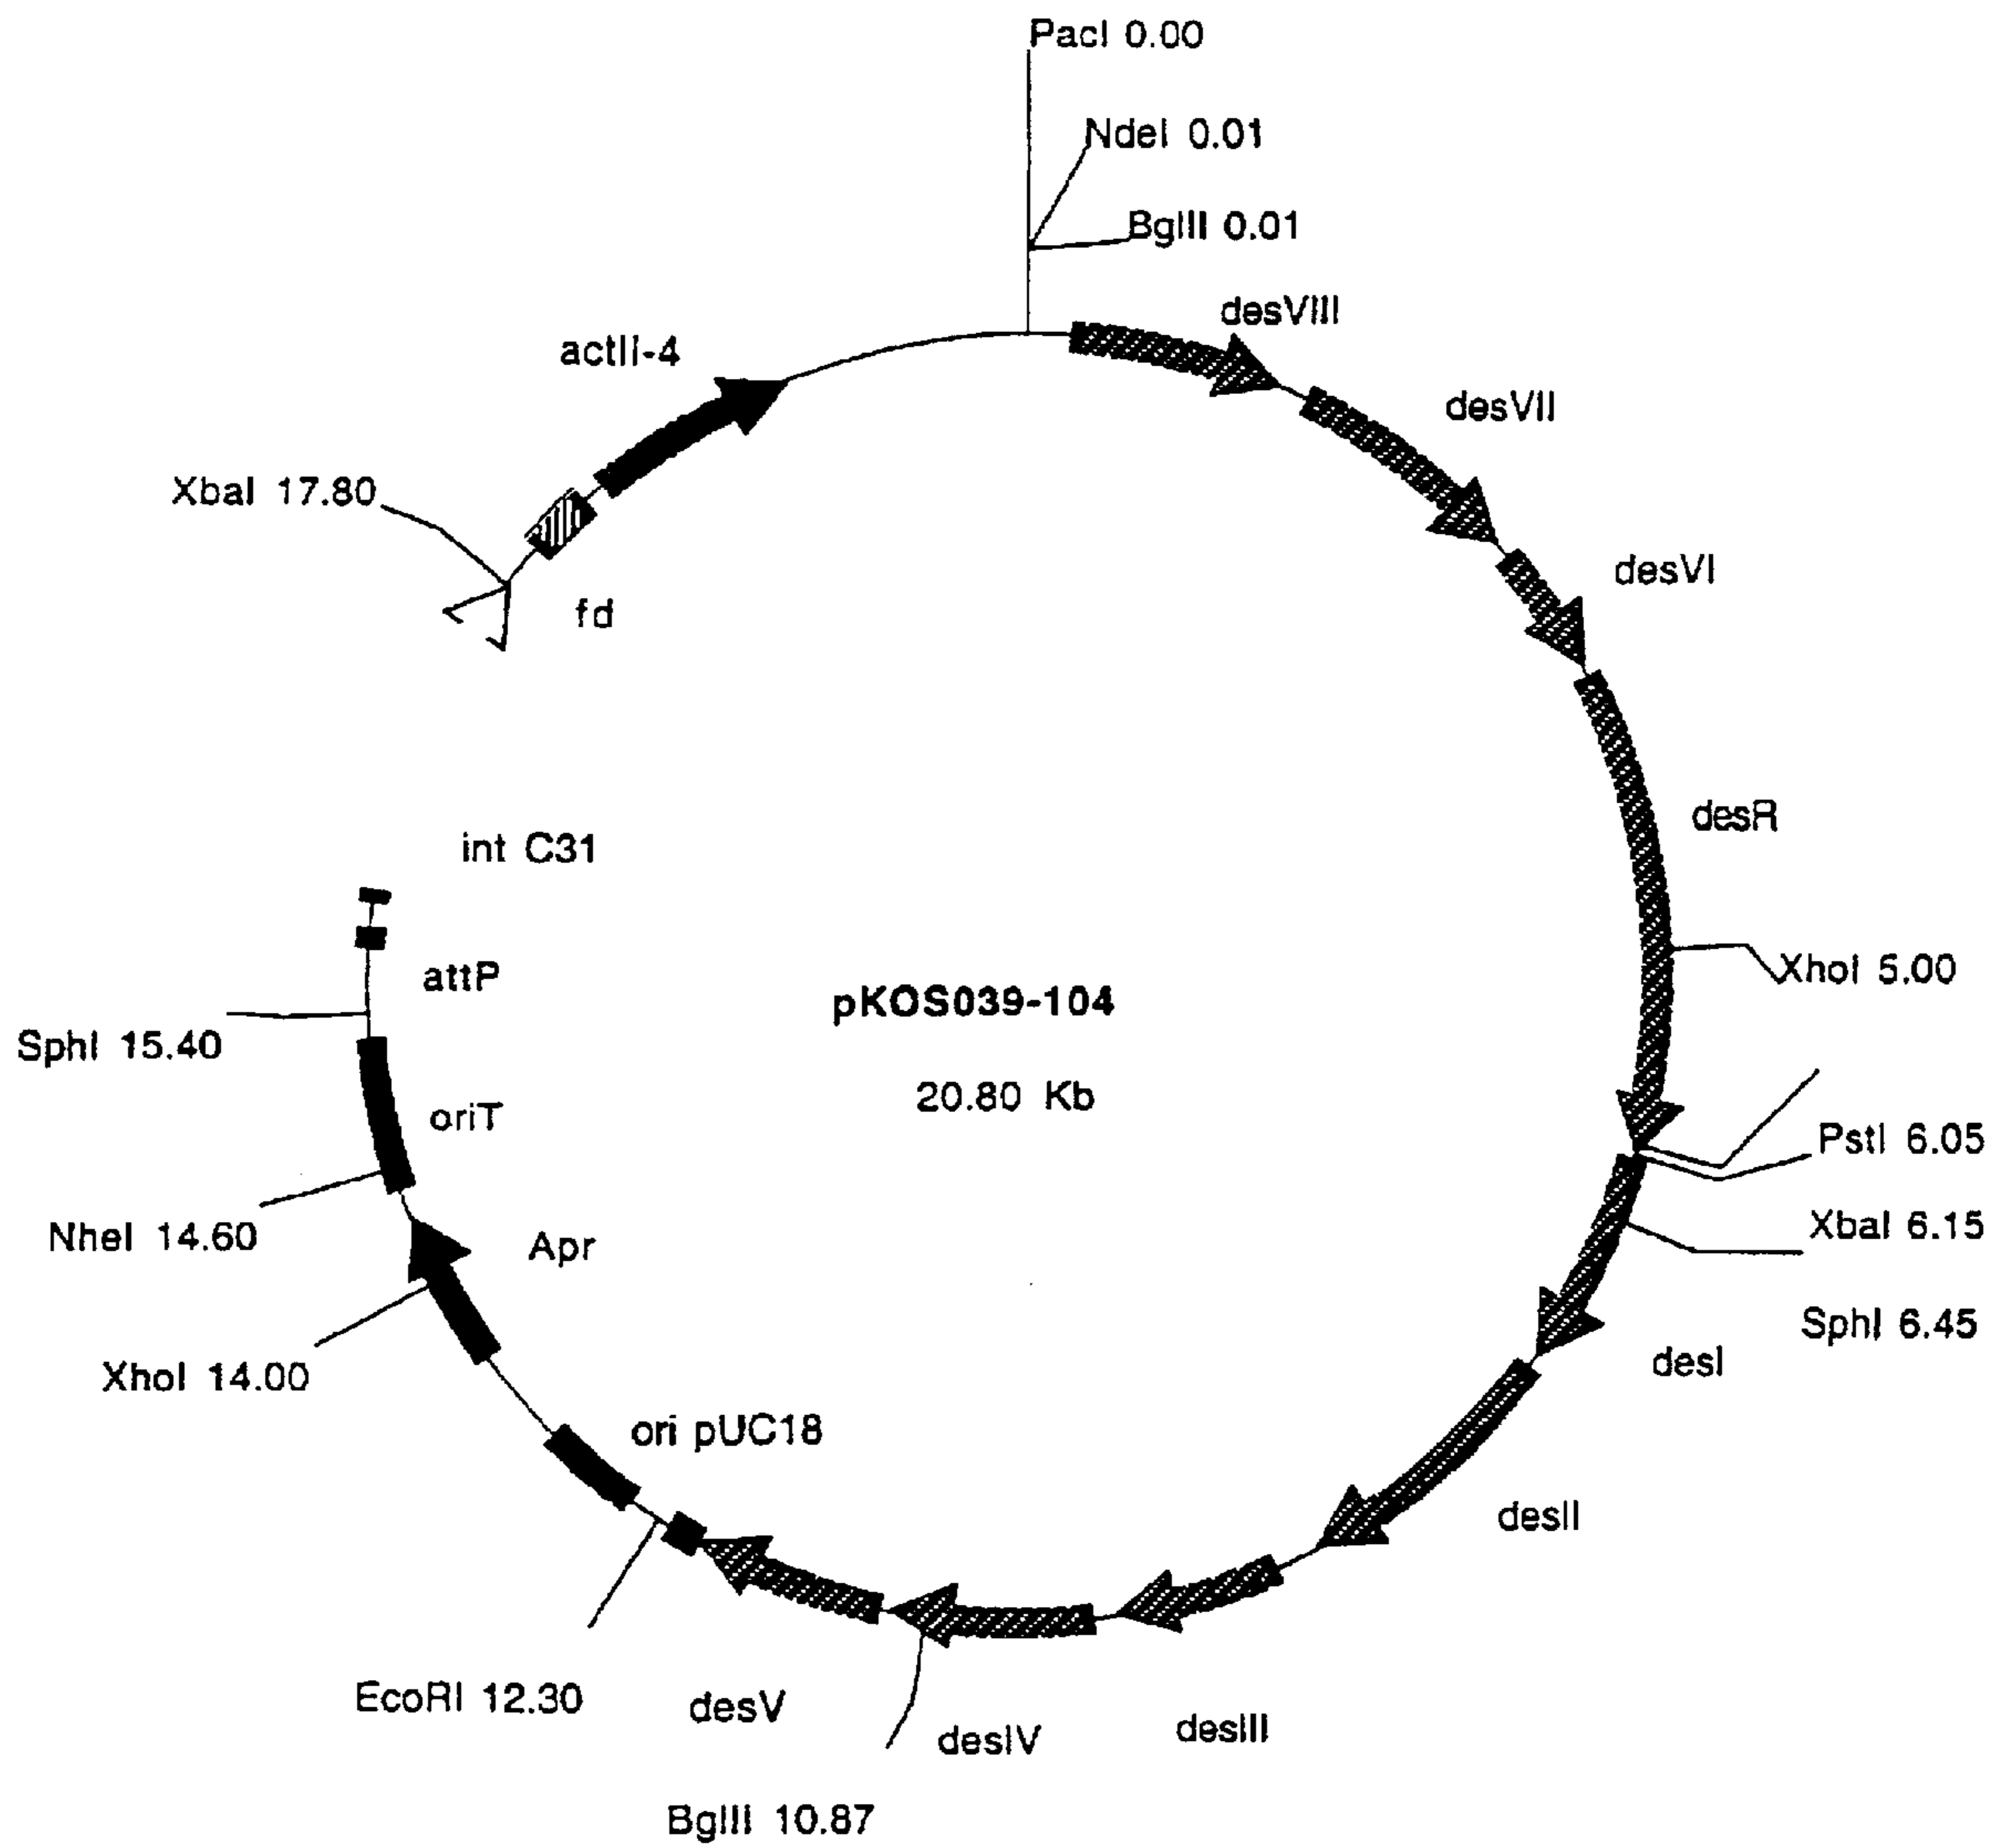 PacI 0.00
NdeI 0.01
BglII 0.01
desVIII
actII-4
desVII
XbaI 17.80
desVI
fd
desR
int C31
XhoI 5.00
attP
pKOS039-104
SphI 15.40
20.80 Kb
oriT
PstI 6.05
NheI 14.60
Apr
XbaI 6.15
SphI 6.45
desI
XhoI 14.00
ori pUC18
desII
EcoRI 12.30
desV
desIV
desIII
BglII 10.87